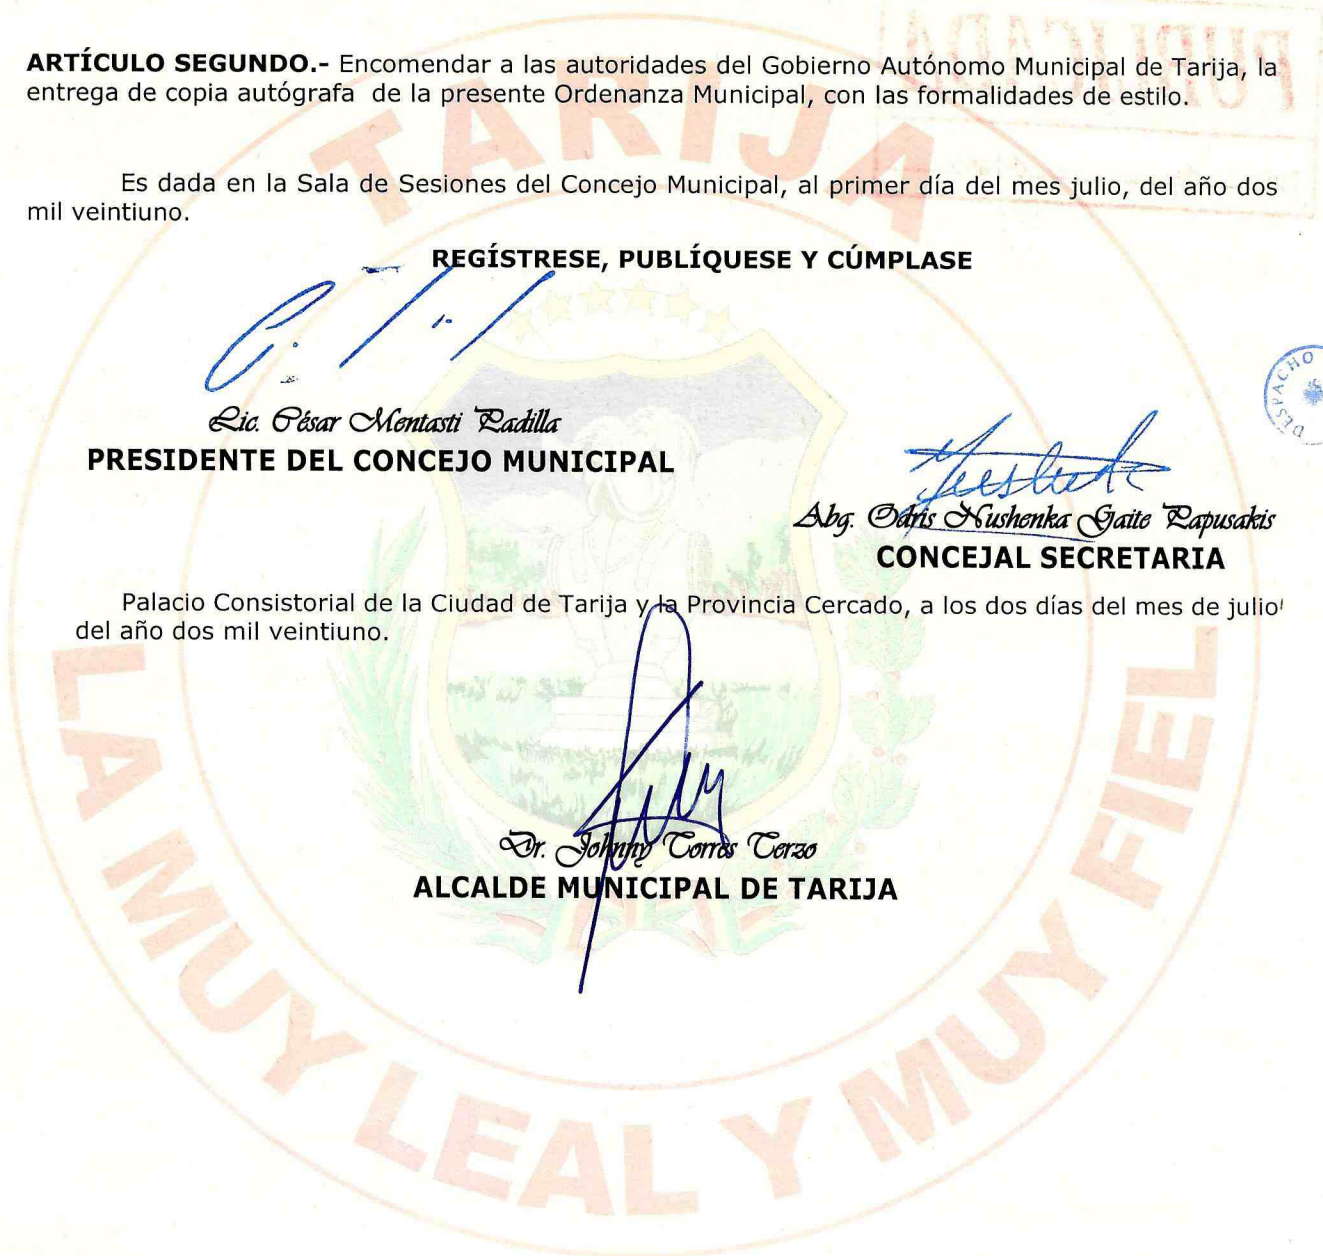 PUBLICADA
ARTÍCULO SEGUNDO.- Encomendar a las autoridades del Gobierno Autónomo Municipal de Tarija, la
entrega de copia autógrafa de la presente Ordenanza Municipal, con las formalidades de estilo.
Es dada en la Sala de Sesiones del Concejo Municipal, al primer día del mes julio, del año dos
mil veintiuno.
REGÍSTRESE, PUBLÍQUESE Y CÚMPLASE
Lic. César Mentasti Padilla
PRESIDENTE DEL CONCEJO MUNICIPAL
DESPACHO
Abg. Odris Nushenka Gaite Papusakis
CONCEJAL SECRETARIA
Palacio Consistorial de la Ciudad de Tarija y la Provincia Cercado, a los dos días del mes de julio
del año dos mil veintiuno.
Dr. Johnny Torres Terzo
ALCALDE MUNICIPAL DE TARIJA
TARIJA
LA MUY LEAL Y MUY FIEL